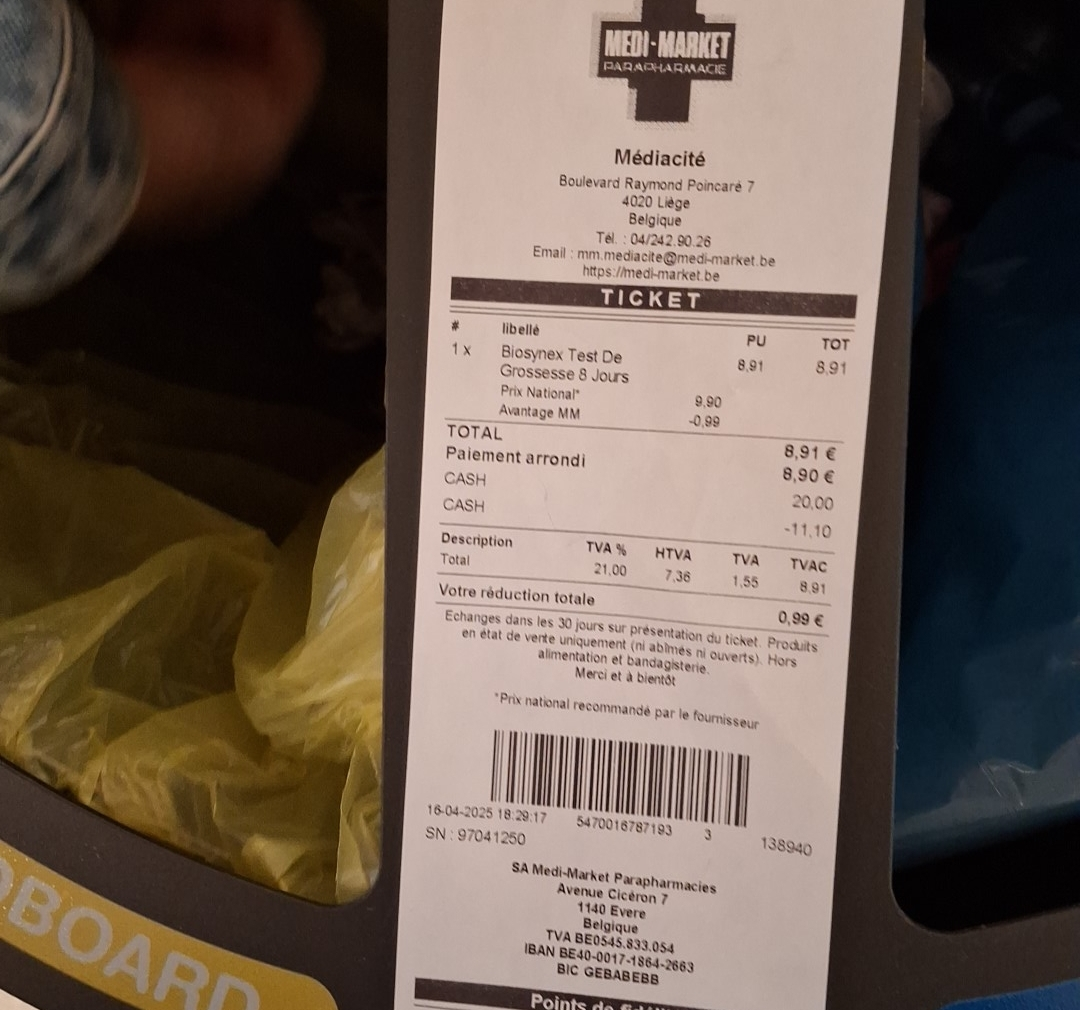 MEDI-MARKET
PARAPHARMACIE
Médiacité
Boulevard Raymond Poincaré 7
4020 Liège
Belgique
Tél. : 04/242.90.26
Email : mm.mediacite@medi-market.be
https://medi-market.be
TICKET
# libellé PU TOT
1 x Biosynex Test De 8,91 8,91
Grossesse 8 Jours
Prix National* 9,90
Avantage MM -0,99
TOTAL 8,91 €
Paiement arrondi 8,90 €
CASH 20,00
CASH -11,10
Description TVA % HTVA TVA TVAC
Total 21,00 7,36 1,55 8,91
Votre réduction totale 0,99 €
Echanges dans les 30 jours sur présentation du ticket. Produits
en état de vente uniquement (ni abîmés ni ouverts). Hors
alimentation et bandagisterie.
Merci et à bientôt
*Prix national recommandé par le fournisseur
16-04-2025 18:29:17 5470016787193 3 138940
SN : 97041250
SA Medi-Market Parapharmacies
Avenue Cicéron 7
1140 Evere
Belgique
TVA BE0545.833.054
IBAN BE40-0017-1864-2663
BIC GEBABEBB
Points de
BOARD